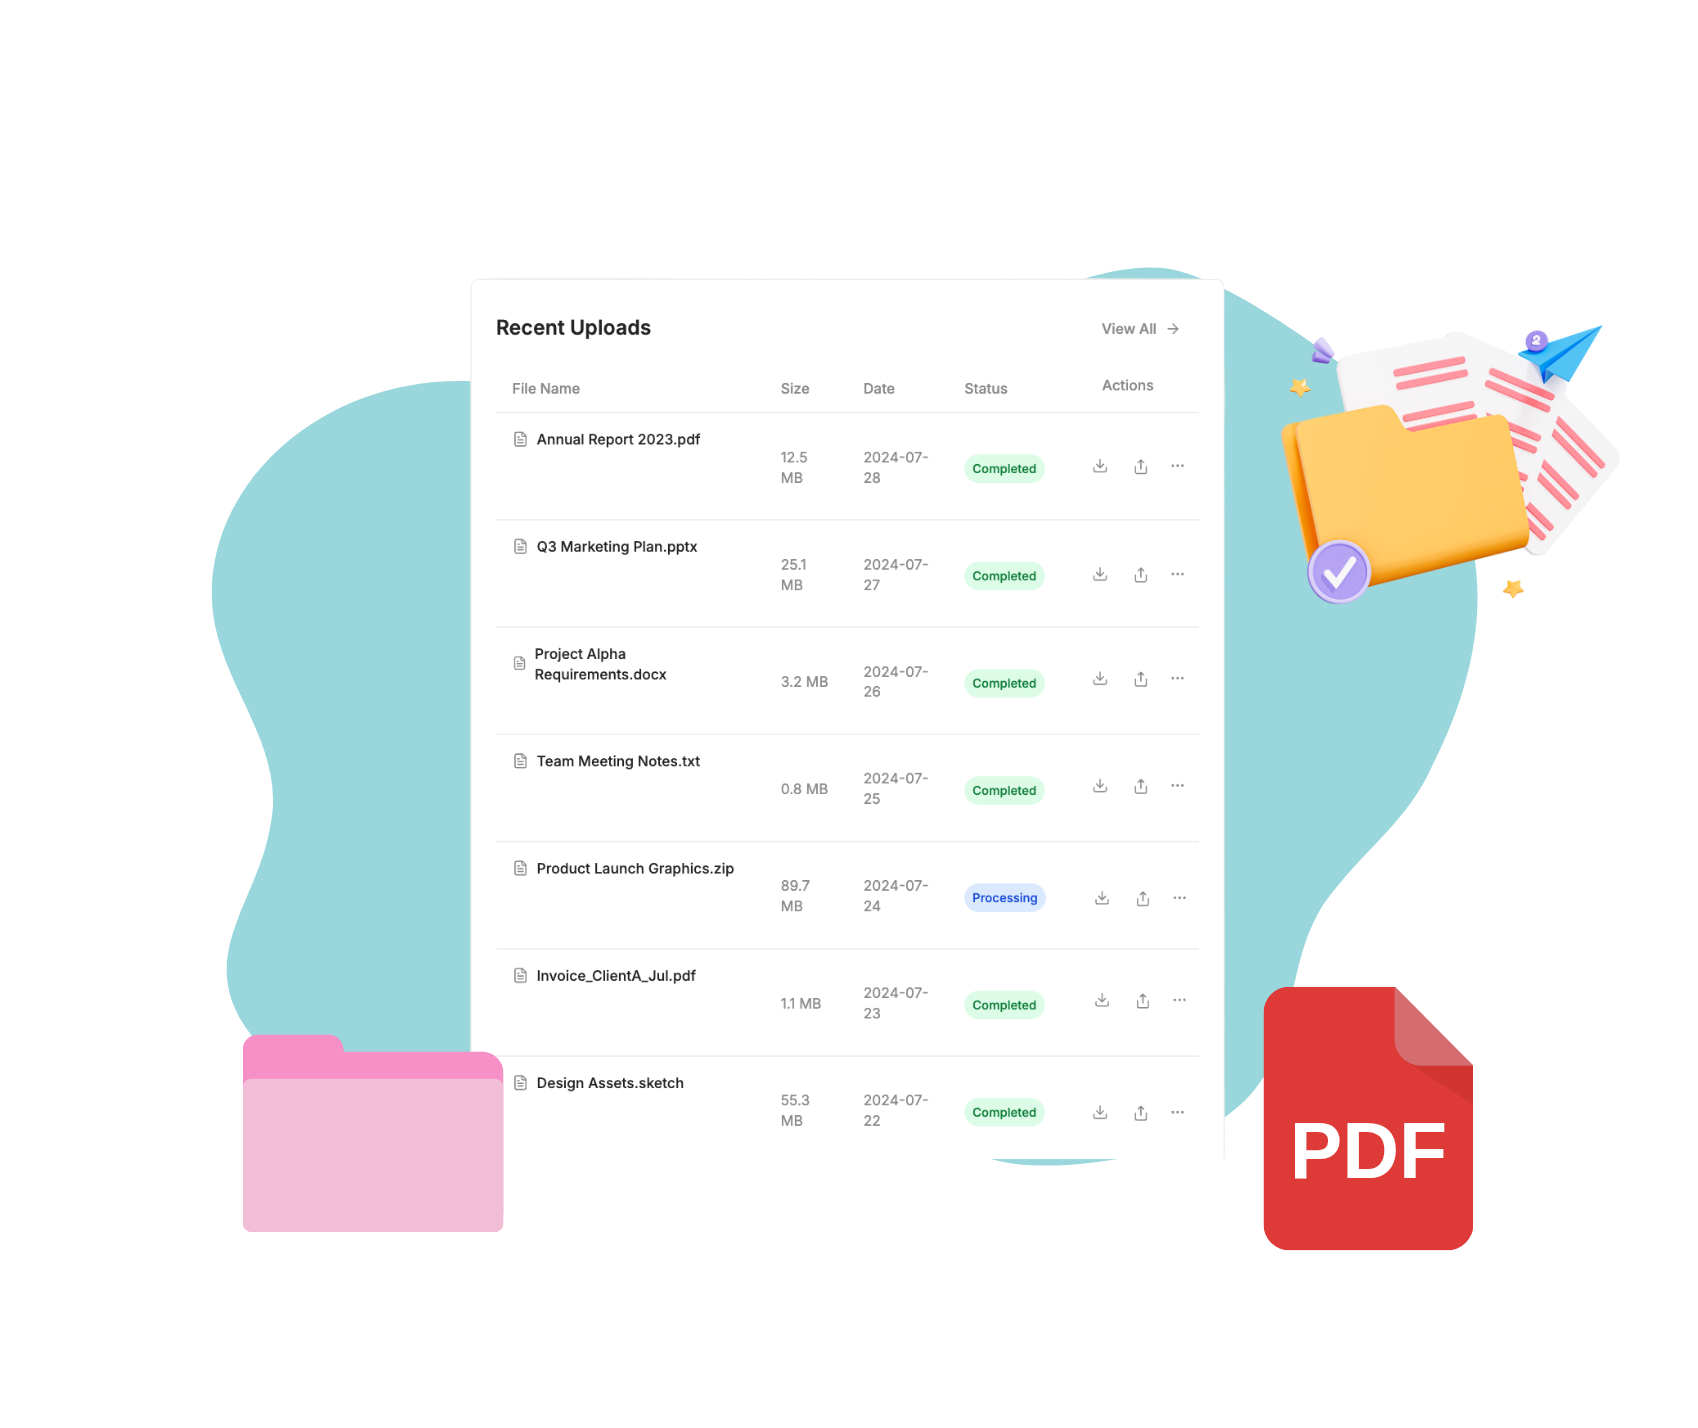 Recent Uploads
View All
File Name
Size
Date
Status
Actions
Annual Report 2023.pdf
12.5
MB
2024-07-
28
Completed
Q3 Marketing Plan.pptx
25.1
MB
2024-07-
27
Completed
Project Alpha
Requirements.docx
3.2 MB
2024-07-
26
Completed
Team Meeting Notes.txt
0.8 MB
2024-07-
25
Completed
Product Launch Graphics.zip
89.7
MB
2024-07-
24
Processing
Invoice_ClientA_Jul.pdf
1.1 MB
2024-07-
23
Completed
Design Assets.sketch
55.3
MB
2024-07-
22
Completed
2
PDF